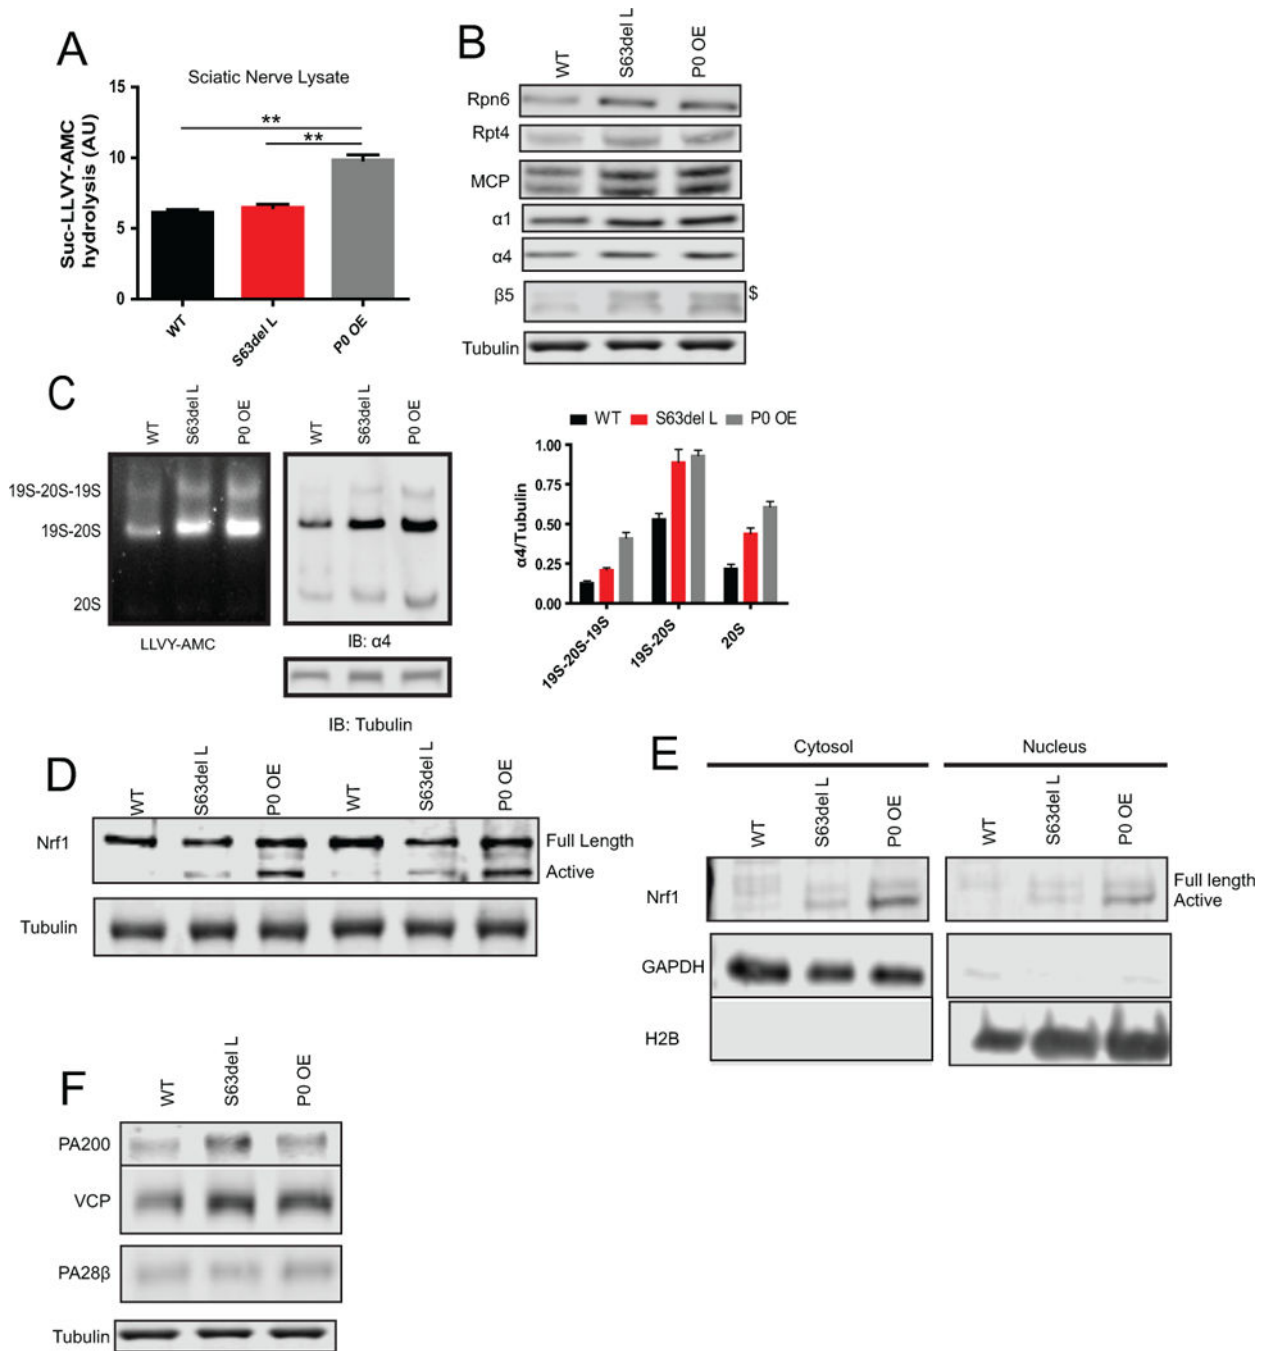 A
Sciatic Nerve Lysate
Suc-LLVY-AMC
hydrolysis (AU)
15
10
5
0
**
**
WT
S63del L
P0 OE
B
WT
S63del L
P0 OE
Rpn6
Rpt4
MCP
α1
α4
β5
$
Tubulin
C
WT
S63del L
P0 OE
WT
S63del L
P0 OE
19S-20S-19S
19S-20S
20S
LLVY-AMC
IB: α4
IB: Tubulin
WT
S63del L
P0 OE
α4/Tubulin
1.00
0.75
0.50
0.25
0.00
19S-20S-19S
19S-20S
20S
D
WT
S63del L
P0 OE
WT
S63del L
P0 OE
Nrf1
Full Length
Active
Tubulin
E
Cytosol
Nucleus
WT
S63del L
P0 OE
WT
S63del L
P0 OE
Nrf1
Full length
Active
GAPDH
H2B
F
WT
S63del L
P0 OE
PA200
VCP
PA28β
Tubulin